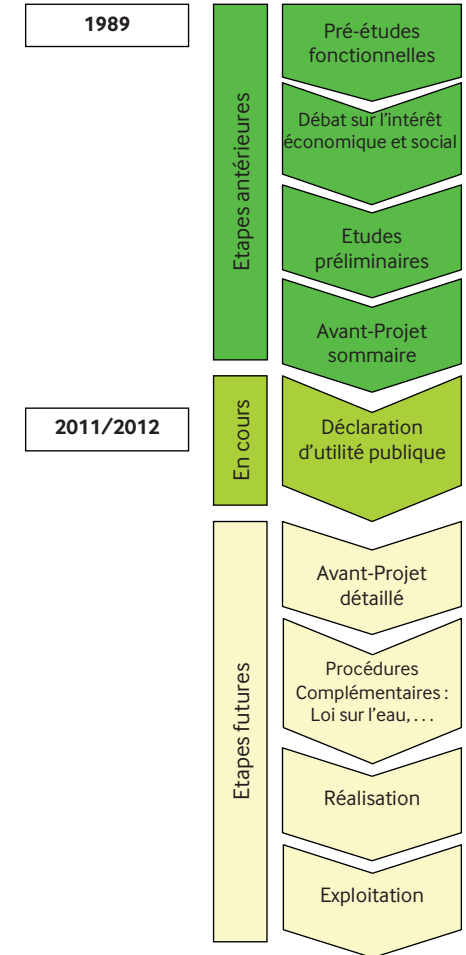 1989
Pré-études
fonctionnelles
Débat sur l'intérêt
économique et social
Etapes antérieures
Etudes
préliminaires
Avant-Projet
sommaire
2011/2012
En cours
Déclaration
d'utilité publique
Avant-Projet
détaillé
Etapes futures
Procédures
Complémentaires :
Loi sur l'eau, . . .
Réalisation
Exploitation